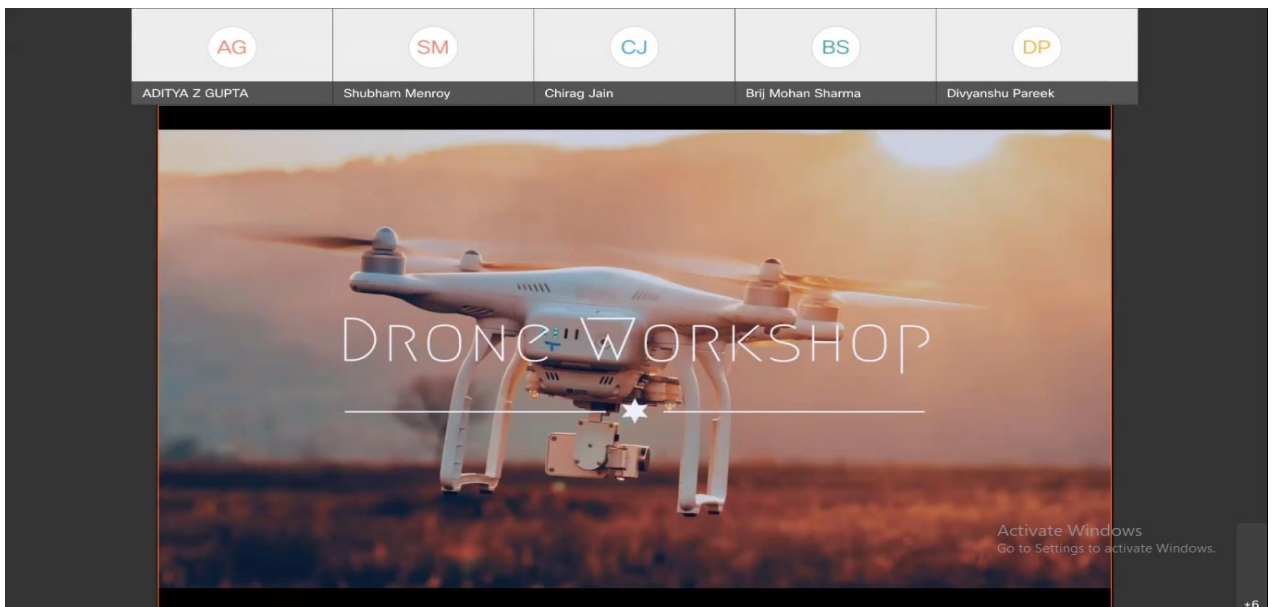 AG SM CJ BS DP
ADITYA Z GUPTA Shubham Menroy Chirag Jain Brij Mohan Sharma Divyanshu Pareek
DRONE WORKSHOP
Activate Windows
Go to Settings to activate Windows.
+6